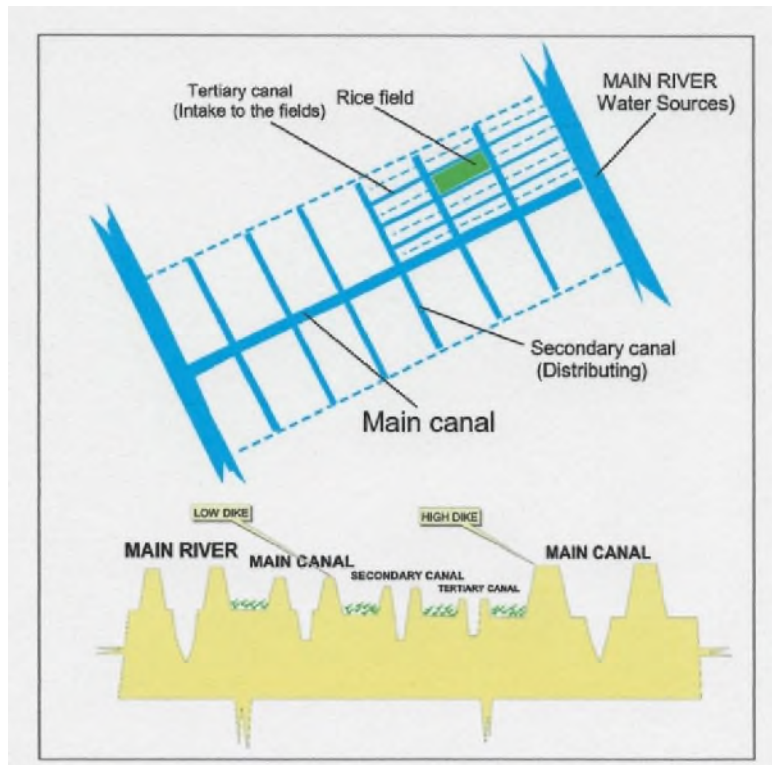 Tertiary canal
(Intake to the fields)
Rice field
MAIN RIVER
Water Sources)
Secondary canal
(Distributing)
Main canal
LOW DIKE
HIGH DIKE
MAIN RIVER
MAIN CANAL
SECONDARY CANAL
TERTIARY CANAL
MAIN CANAL